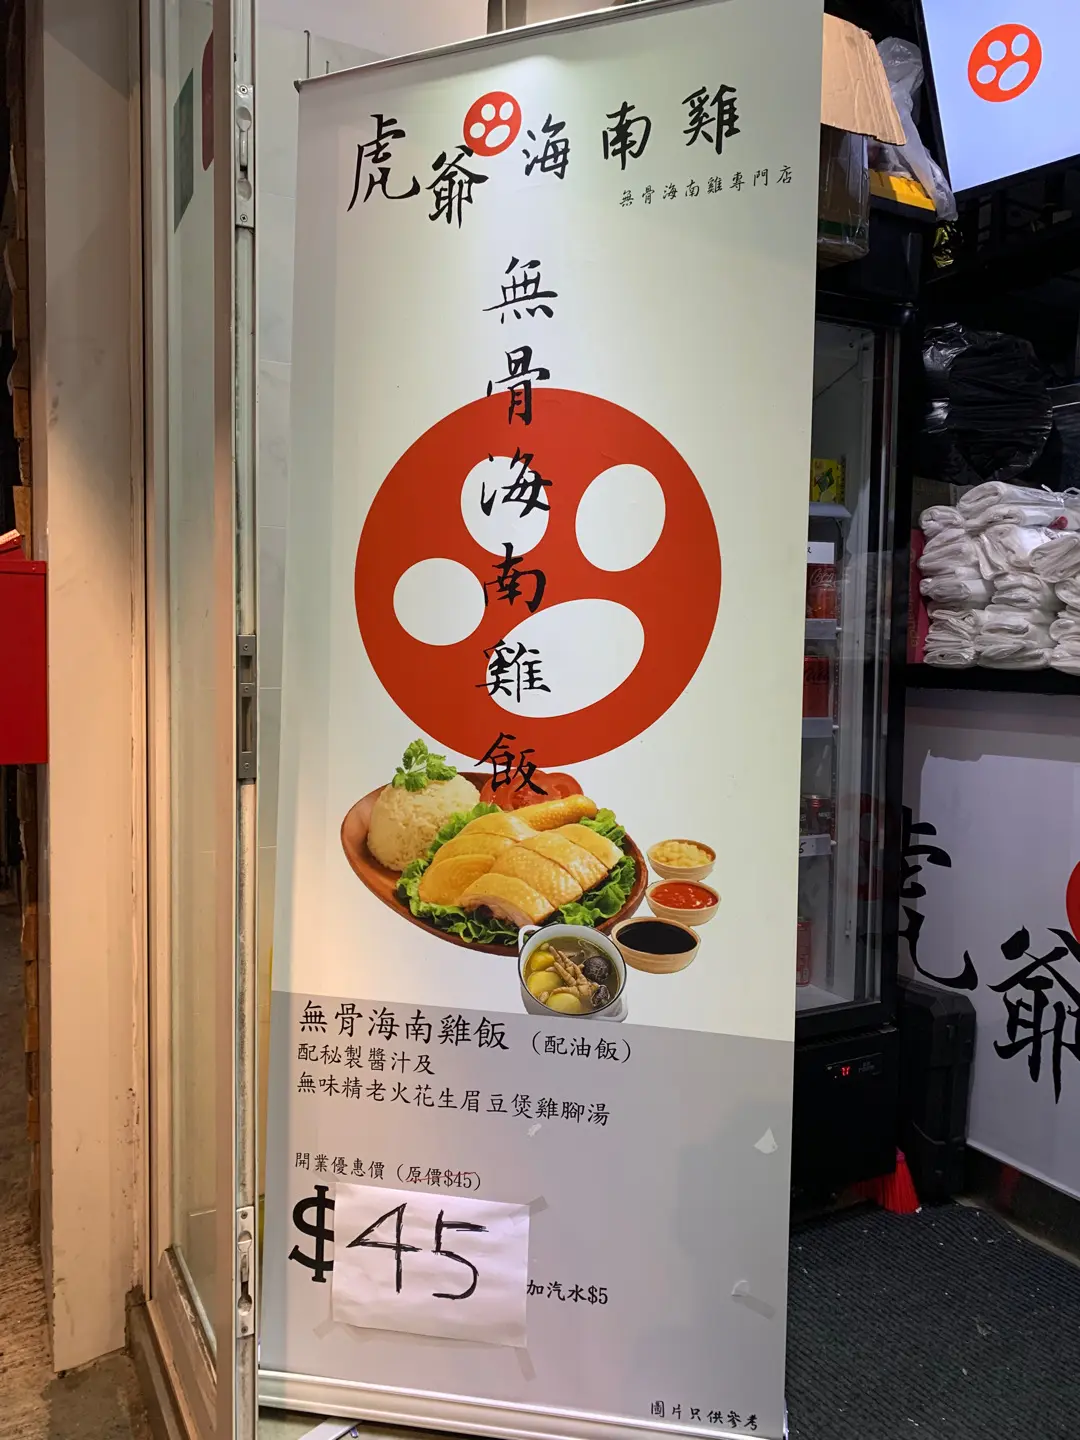 虎爺海南雞
無骨海南雞專門店
無骨海南雞飯
無骨海南雞飯（配油飯）
配秘製醬汁及
無味精老火花生眉豆煲雞腳湯
開業優惠價（原價$45）
$45
加汽水$5
圖片只供參考
虎爺